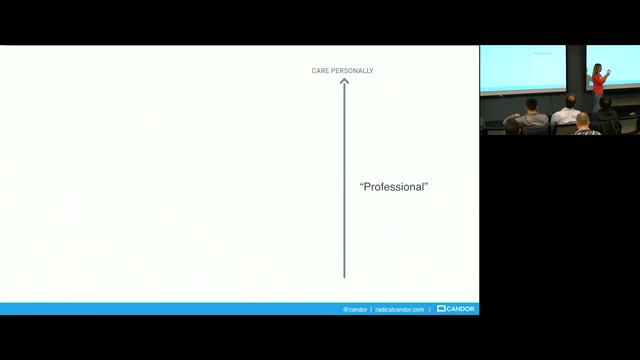 CARE PERSONALLY
“Professional”
@candor | radicalcandor.com | CANDOR